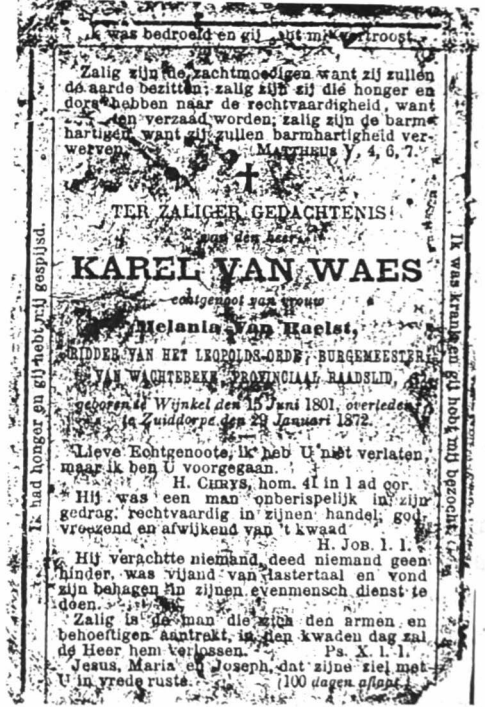 Ik was bedroefd en gij mij vertroost
Zalig zijn de zachtmoedigen want zij zullen
de aarde bezitten; zalig zijn zij die honger en
dorst hebben naar de rechtvaardigheid, want
verzaad worden; zalig zijn de barm-
hartigen, want zij zullen barmhartigheid ver-
werven. MATTHEUS V, 4, 6, 7.
TER ZALIGER GEDACHTENIS
van den heer
KAREL VAN WAES
echtgenoot van vrouw
Melania Van Haelst,
RIDDER VAN HET LEOPOLDS-ORDE, BURGEMEESTER
VAN WACHTEBEKE, PROVINCIAAL RAADSLID,
geboren te Wijnkel den 15 Juni 1801, overleden
te Zuiddorpe den 29 Januari 1872.
Lieve Echtgenoote, ik heb U niet verlaten,
maar ik ben U voorgegaan.
H. CHRYS, hom. 41 in 1 ad cor.
Hij was een man onberispelijk in zijn
gedrag, rechtvaardig in zijnen handel, god-
vreezend en afwijkend van 't kwaad
H. JOB. 1. 1.
Hij verachtte niemand, deed niemand geen
hinder, was vijand van lastertaal en vond
zijn behagen in zijnen evenmensch dienst te
doen.
Zalig is de man die zich den armen en
behoeftigen aantrekt, in den kwaden dag zal
de Heer hem verlossen. Ps. X. l. 1.
Jesus, Maria en Joseph, dat zijne ziel met
U in vrede ruste. (100 dagen aflaat.)
Ik had honger en gij hebt mij gespijsd.
Ik was krank en gij hebt mij bezocht